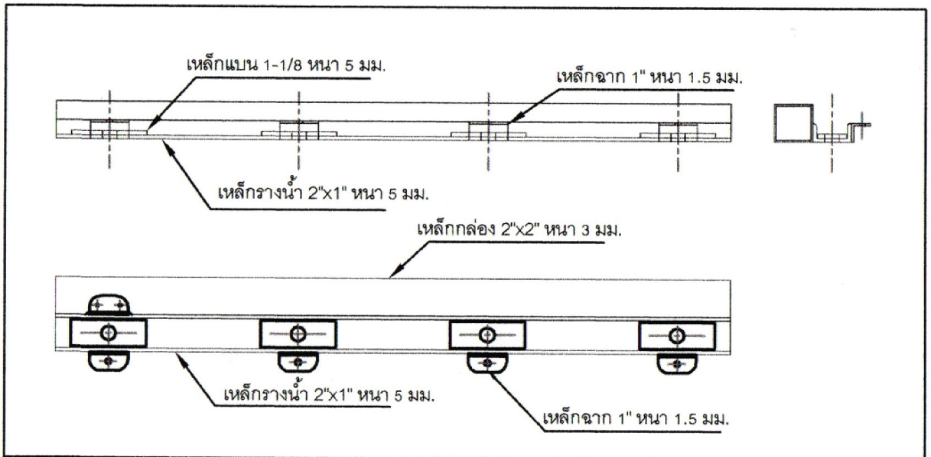 เหล็กแบน 1-1/8 หนา 5 มม.
เหล็กฉาก 1" หนา 1.5 มม.
เหล็กรางน้ำ 2"x1" หนา 5 มม.
เหล็กกล่อง 2"x2" หนา 3 มม.
เหล็กรางน้ำ 2"x1" หนา 5 มม.
เหล็กฉาก 1" หนา 1.5 มม.